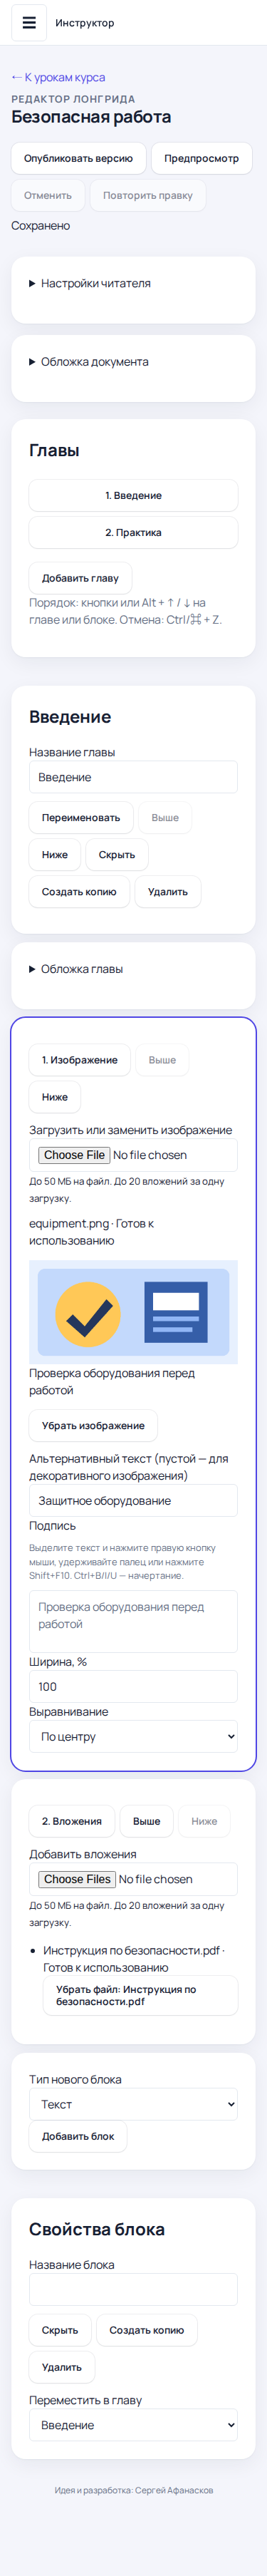 ☰ Инструктор
← К урокам курса
РЕДАКТОР ЛОНГРИДА
Безопасная работа
Опубликовать версию Предпросмотр
Отменить Повторить правку
Сохранено
▶ Настройки читателя
▶ Обложка документа
Главы
1. Введение
2. Практика
Добавить главу
Порядок: кнопки или Alt + ↑ / ↓ на
главе или блоке. Отмена: Ctrl/⌘ + Z.
Введение
Название главы
Введение
Переименовать Выше
Ниже Скрыть
Создать копию Удалить
▶ Обложка главы
1. Изображение Выше
Ниже
Загрузить или заменить изображение
Choose File No file chosen
До 50 МБ на файл. До 20 вложений за одну
загрузку.
equipment.png · Готов к
использованию
Проверка оборудования перед
работой
Убрать изображение
Альтернативный текст (пустой — для
декоративного изображения)
Защитное оборудование
Подпись
Выделите текст и нажмите правую кнопку
мыши, удерживайте палец или нажмите
Shift+F10. Ctrl+B/I/U — начертание.
Проверка оборудования перед
работой
Ширина, %
100
Выравнивание
По центру
2. Вложения Выше Ниже
Добавить вложения
Choose Files No file chosen
До 50 МБ на файл. До 20 вложений за одну
загрузку.
• Инструкция по безопасности.pdf ·
Готов к использованию
Убрать файл: Инструкция по
безопасности.pdf
Тип нового блока
Текст
Добавить блок
Свойства блока
Название блока
Скрыть Создать копию
Удалить
Переместить в главу
Введение
Идея и разработка: Сергей Афанасков